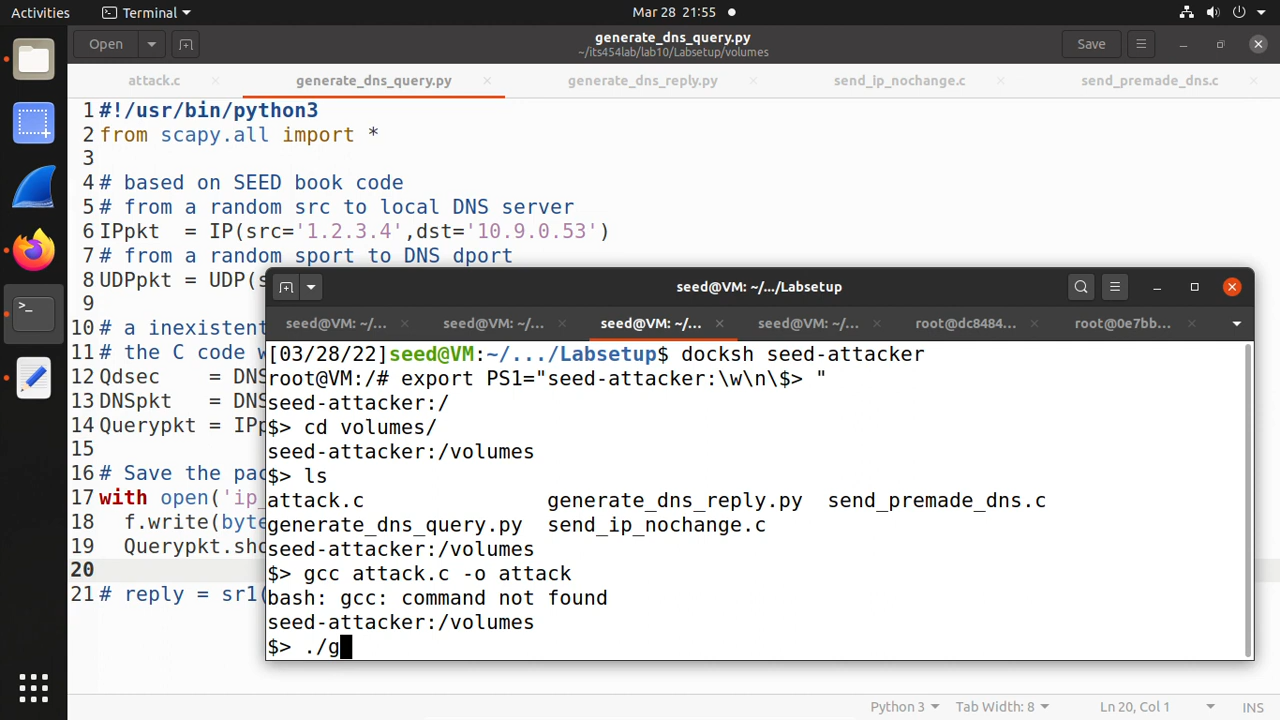 Activities
Terminal
Mar 28 21:55
Open
generate_dns_query.py
~/its454lab/lab10/Labsetup/volumes
Save
attack.c
generate_dns_query.py
generate_dns_reply.py
send_ip_nochange.c
send_premade_dns.c
1 #!/usr/bin/python3
2 from scapy.all import *
3
4 # based on SEED book code
5 # from a random src to local DNS server
6 IPpkt  = IP(src='1.2.3.4',dst='10.9.0.53')
7 # from a random sport to DNS dport
8 UDPpkt = UDP(s
9
10 # a inexistent
11 # the C code w
12 Qdsec    = DNS
13 DNSpkt   = DNS
14 Querypkt = IPp
15
16 # Save the pac
17 with open('ip_
18   f.write(byte
19   Querypkt.sho
20
21 # reply = sr1(
seed@VM: ~/.../Labsetup
seed@VM: ~/...
seed@VM: ~/...
seed@VM: ~/...
seed@VM: ~/...
root@dc8484...
root@0e7bb...
[03/28/22]seed@VM:~/.../Labsetup$ docksh seed-attacker
root@VM:/# export PS1="seed-attacker:\w\n\$> "
seed-attacker:/
$> cd volumes/
seed-attacker:/volumes
$> ls
attack.c               generate_dns_reply.py  send_premade_dns.c
generate_dns_query.py  send_ip_nochange.c
seed-attacker:/volumes
$> gcc attack.c -o attack
bash: gcc: command not found
seed-attacker:/volumes
$> ./g
Python 3
Tab Width: 8
Ln 20, Col 1
INS